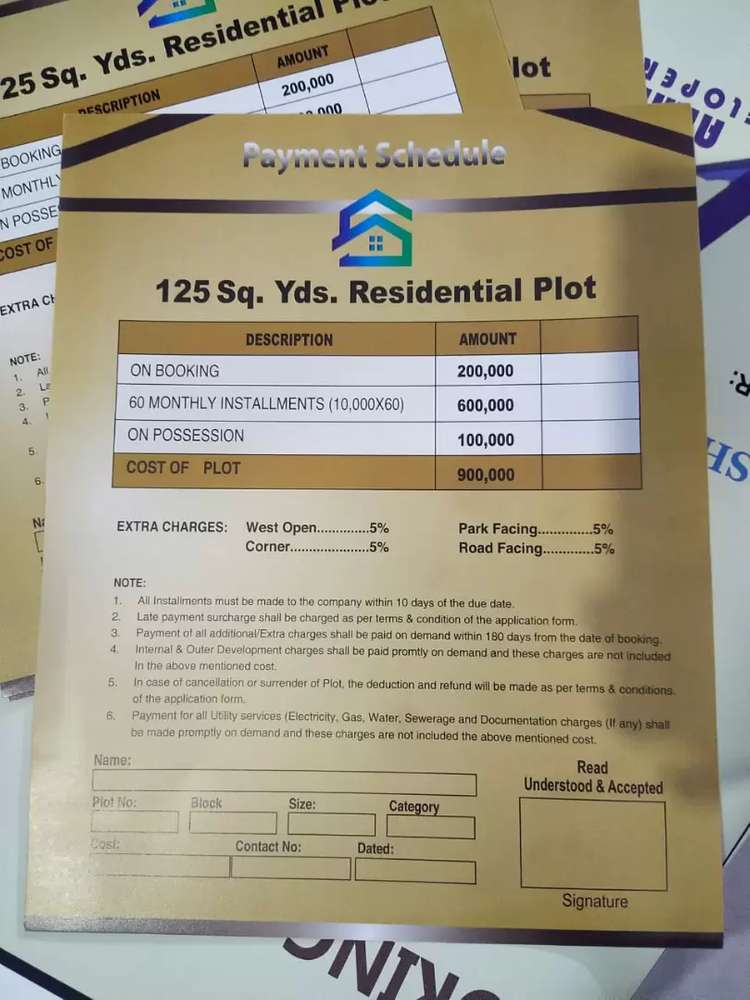 25 Sq. Yds. Residential
DESCRIPTION AMOUNT
200,000
BOOKING
MONTHLY
COST OF
NOTE:
1. All
2.
3.
4.
5.
6.
lot
Payment Schedule
125 Sq. Yds. Residential Plot
DESCRIPTION AMOUNT
ON BOOKING 200,000
60 MONTHLY INSTALLMENTS (10,000X60) 600,000
ON POSSESSION 100,000
COST OF PLOT 900,000
EXTRA CHARGES: West Open..............5% Park Facing..............5%
Corner......................5% Road Facing.............5%
NOTE:
1. All Installments must be made to the company within 10 days of the due date.
2. Late payment surcharge shall be charged as per terms & condition of the application form.
3. Payment of all additional/Extra charges shall be paid on demand within 180 days from the date of booking.
4. Internal & Outer Development charges shall be paid promtly on demand and these charges are not included
In the above mentioned cost.
5. In case of cancellation or surrender of Plot, the deduction and refund will be made as per terms & conditions.
of the application form.
6. Payment for all Utility services (Electricity, Gas, Water, Sewerage and Documentation charges (If any) shall
be made promptly on demand and these charges are not included the above mentioned cost.
Name:
Plot No: Block Size: Category
Cost: Contact No: Dated:
Read
Understood & Accepted
Signature